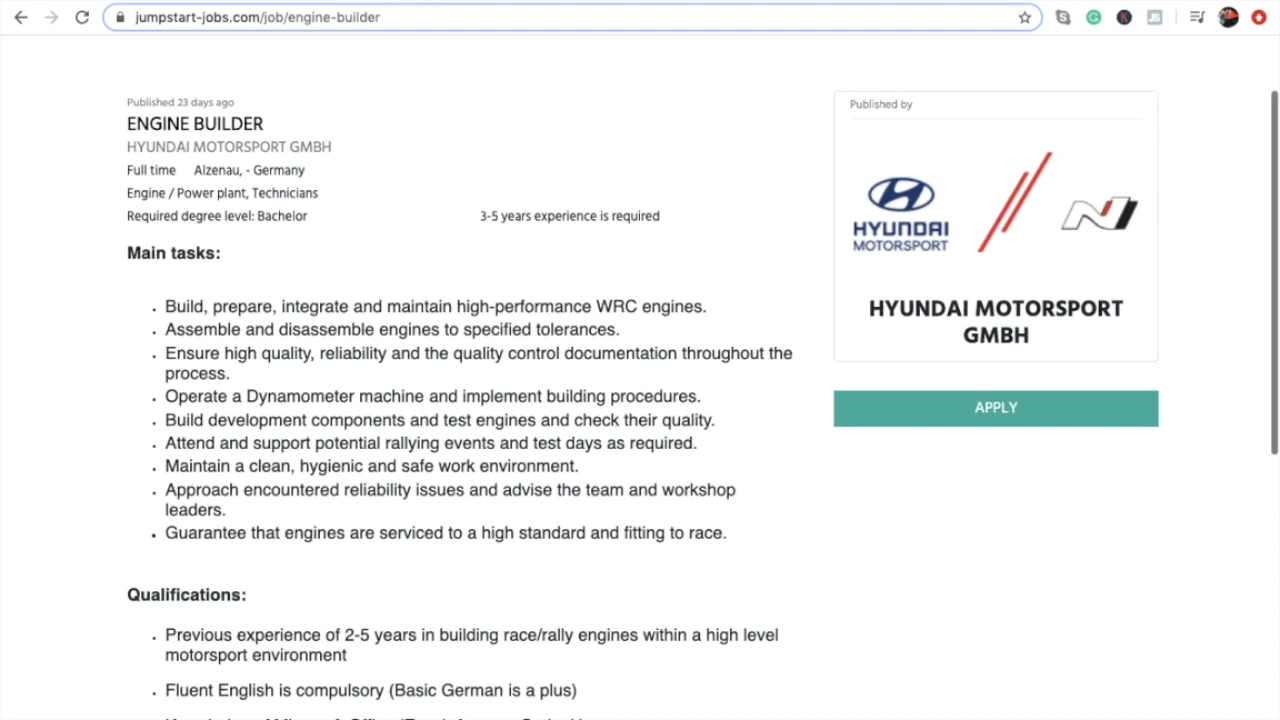 jumpstart-jobs.com/job/engine-builder
Published 23 days ago
ENGINE BUILDER
HYUNDAI MOTORSPORT GMBH
Full time Alzenau, - Germany
Engine / Power plant, Technicians
Required degree level: Bachelor 3-5 years experience is required
Main tasks:
Build, prepare, integrate and maintain high-performance WRC engines.
Assemble and disassemble engines to specified tolerances.
Ensure high quality, reliability and the quality control documentation throughout the
process.
Operate a Dynamometer machine and implement building procedures.
Build development components and test engines and check their quality.
Attend and support potential rallying events and test days as required.
Maintain a clean, hygienic and safe work environment.
Approach encountered reliability issues and advise the team and workshop
leaders.
Guarantee that engines are serviced to a high standard and fitting to race.
Qualifications:
Previous experience of 2-5 years in building race/rally engines within a high level
motorsport environment
Fluent English is compulsory (Basic German is a plus)
Published by
HYUNDAI
MOTORSPORT
N
HYUNDAI MOTORSPORT
GMBH
APPLY